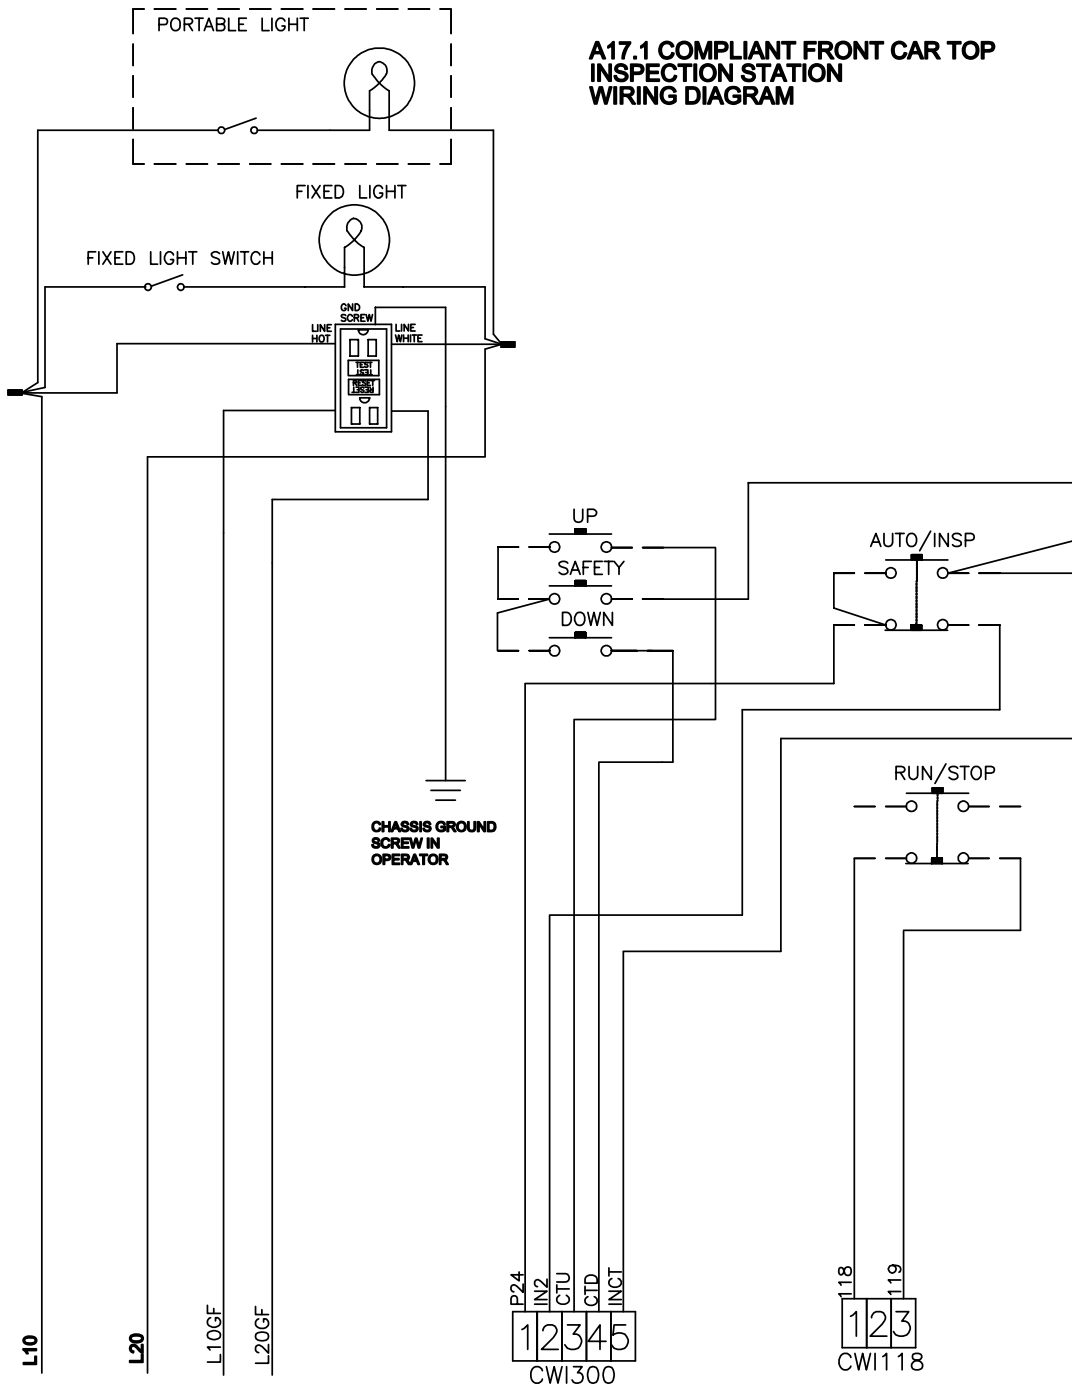 PORTABLE LIGHT
A17.1 COMPLIANT FRONT CAR TOP
INSPECTION STATION
WIRING DIAGRAM
FIXED LIGHT
FIXED LIGHT SWITCH
GND
SCREW
LINE
HOT
LINE
WHITE
TEST
TEST
RESET
RESET
UP
SAFETY
DOWN
AUTO/INSP
RUN/STOP
CHASSIS GROUND
SCREW IN
OPERATOR
L10
L20
L10GF
L20GF
P24
IN2
CTU
CTD
INCT
1 2 3 4 5
CWI300
118
119
1 2 3
CWI118